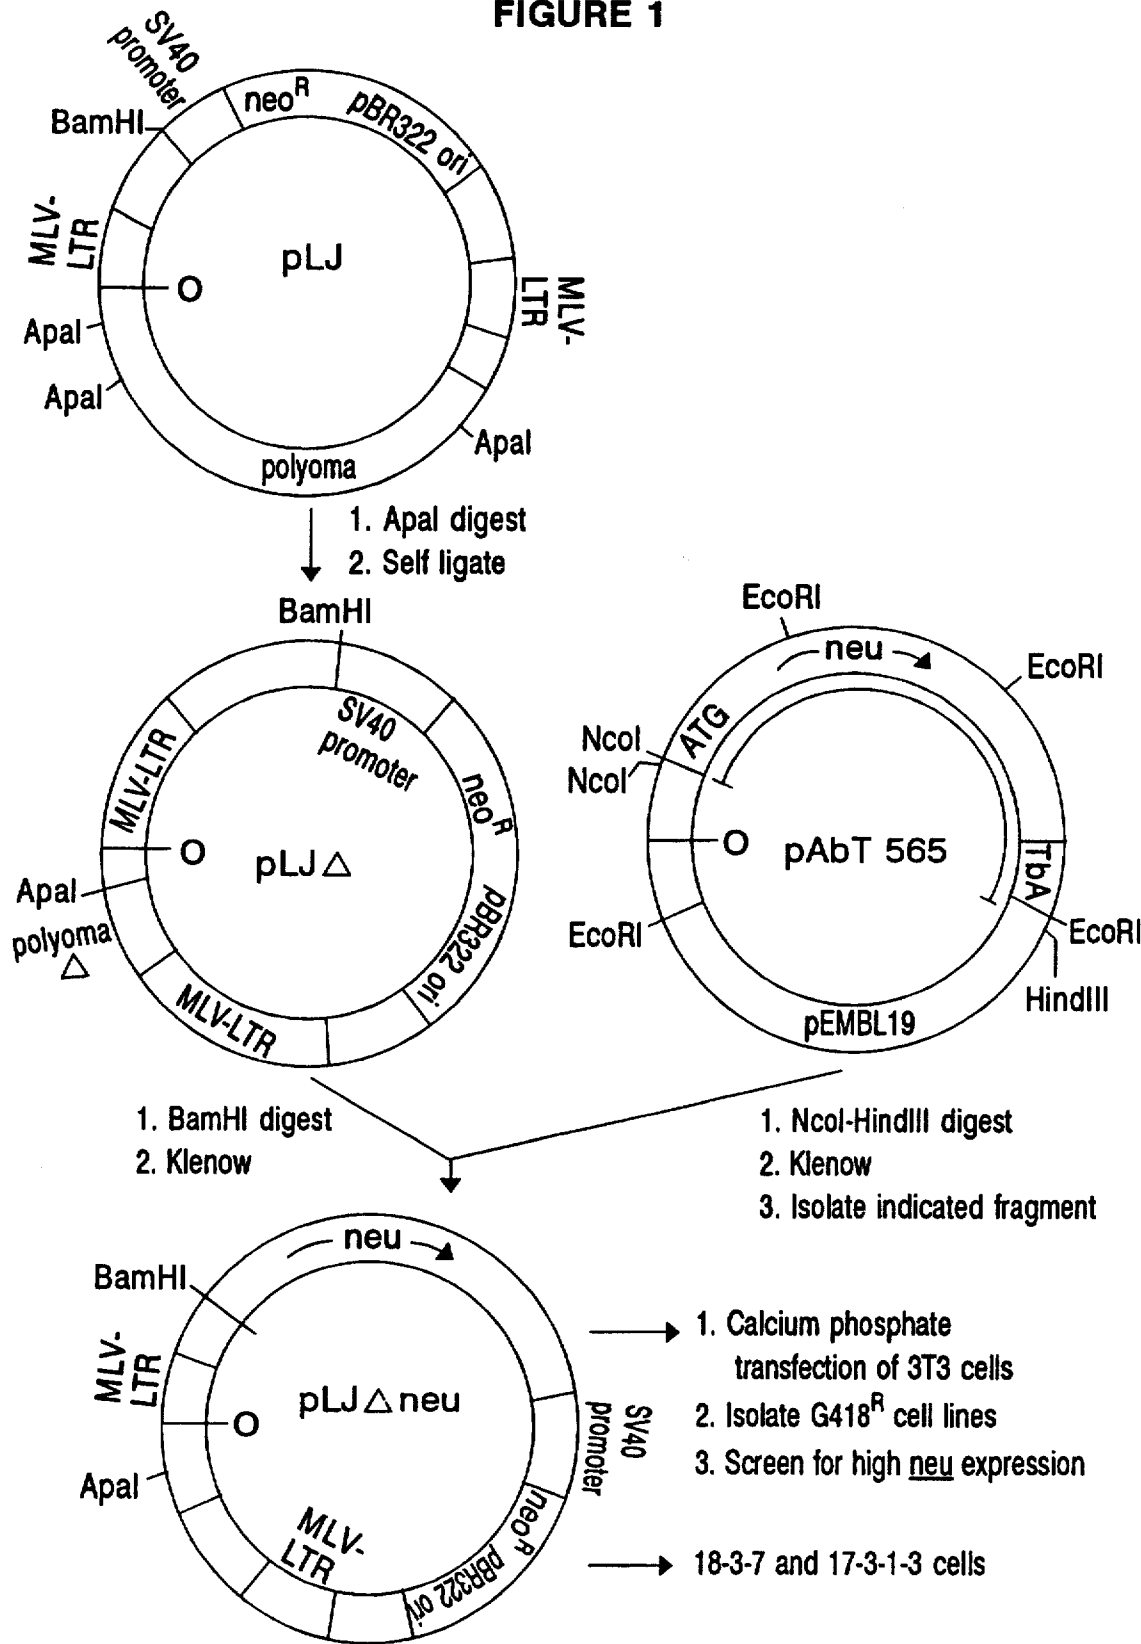 FIGURE 1
SV40
promoter
neoR
pBR322 ori
BamHI
MLV-
LTR
pLJ
O
MLV-
LTR
ApaI
ApaI
ApaI
polyoma
1. ApaI digest
2. Self ligate
BamHI
SV40
promoter
MLV-LTR
neoR
O
pLJ△
ApaI
polyoma
△
pBR322 ori
MLV-LTR
EcoRI
neu
EcoRI
ATG
NcoI
NcoI
O
pAbT 565
TbA
EcoRI
EcoRI
HindIII
pEMBL19
1. BamHI digest
2. Klenow
1. NcoI-HindIII digest
2. Klenow
3. Isolate indicated fragment
neu
BamHI
MLV-
LTR
O
pLJ△neu
SV40
promoter
ApaI
neoR
MLV-
LTR
pBR322 ori
1. Calcium phosphate
transfection of 3T3 cells
2. Isolate G418R cell lines
3. Screen for high neu expression
18-3-7 and 17-3-1-3 cells